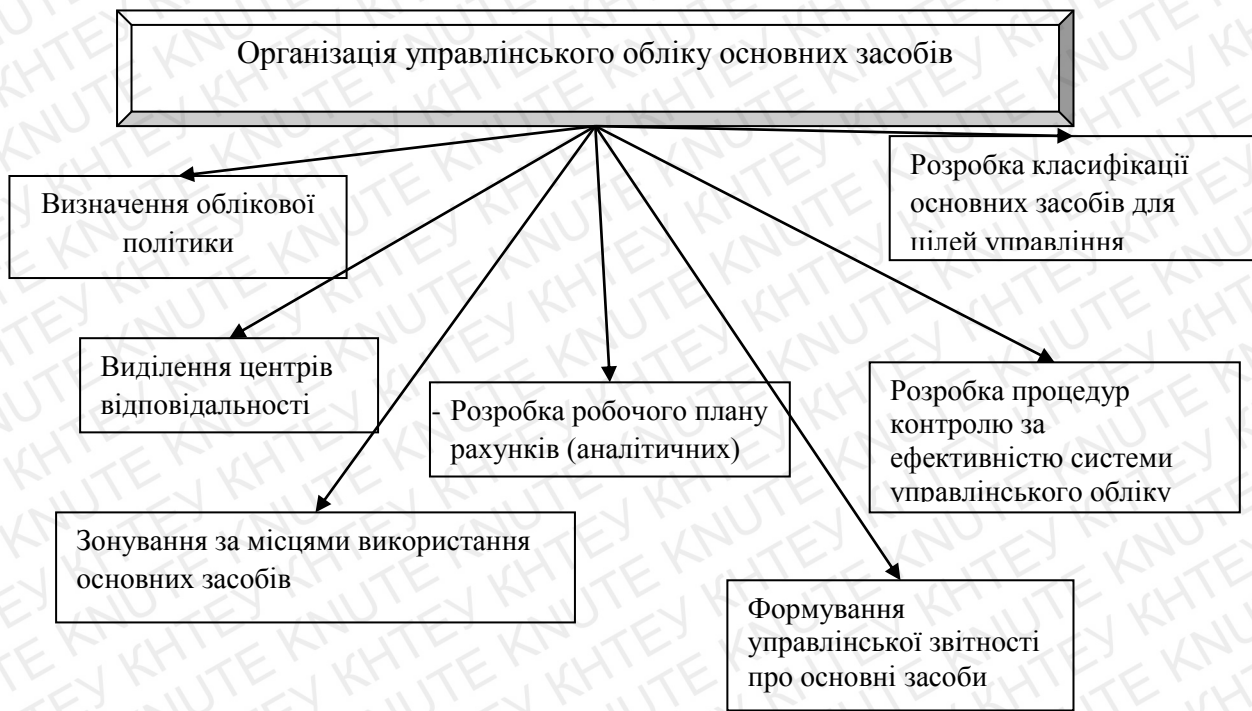 Організація управлінського обліку основних засобів
Розробка класифікації
основних засобів для
цілей управління
Визначення облікової
політики
Виділення центрів
відповідальності
- Розробка робочого плану
рахунків (аналітичних)
Розробка процедур
контролю за
ефективністю системи
управлінського обліку
Зонування за місцями використання
основних засобів
Формування
управлінської звітності
про основні засоби
KNUTE КНТЕУ